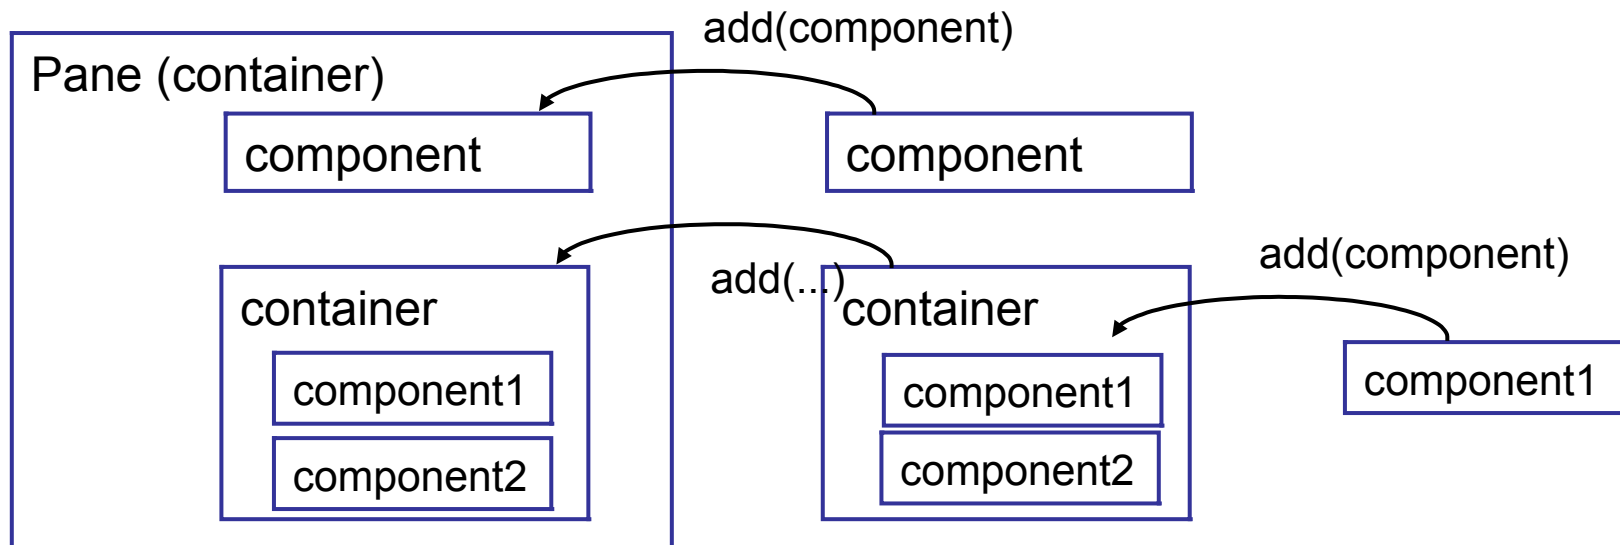 add(component)
Pane (container)
component
component
add(component)
add(...)
container
container
component1
component1
component1
component2
component2